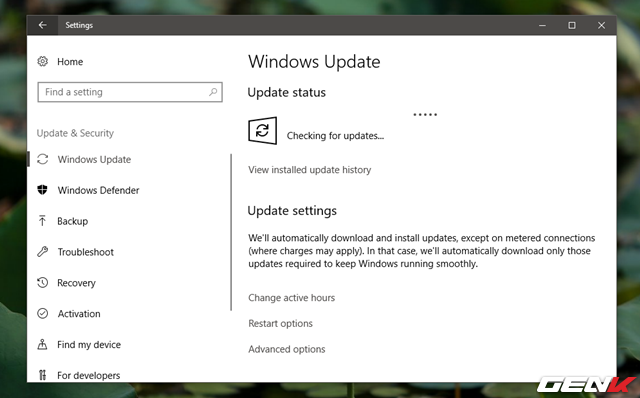 Settings
Home
Find a setting
Update & Security
Windows Update
Windows Defender
Backup
Troubleshoot
Recovery
Activation
Find my device
For developers
Windows Update
Update status
Checking for updates...
View installed update history
Update settings
We'll automatically download and install updates, except on metered connections
(where charges may apply). In that case, we'll automatically download only those
updates required to keep Windows running smoothly.
Change active hours
Restart options
Advanced options
GENK